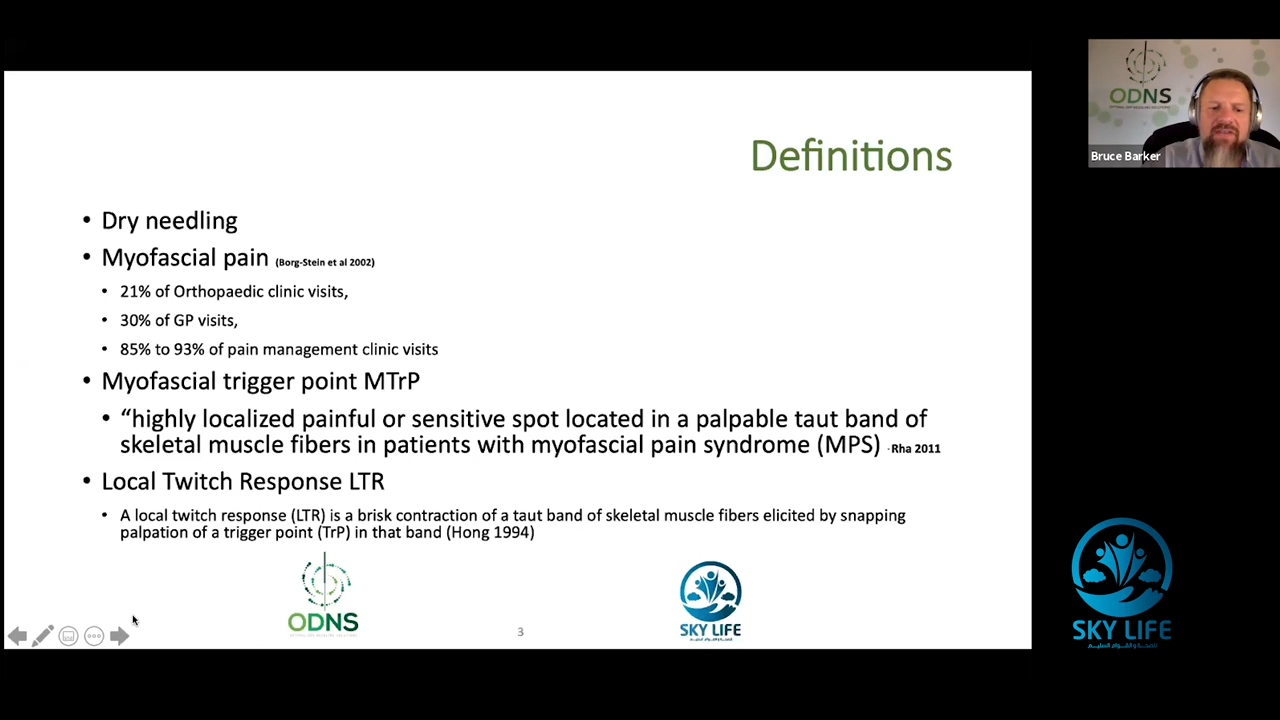 Definitions
• Dry needling
• Myofascial pain (Borg-Stein et al 2002)
• 21% of Orthopaedic clinic visits,
• 30% of GP visits,
• 85% to 93% of pain management clinic visits
• Myofascial trigger point MTrP
• “highly localized painful or sensitive spot located in a palpable taut band of
skeletal muscle fibers in patients with myofascial pain syndrome (MPS) - Rha 2011
• Local Twitch Response LTR
• A local twitch response (LTR) is a brisk contraction of a taut band of skeletal muscle fibers elicited by snapping
palpation of a trigger point (TrP) in that band (Hong 1994)
ODNS
SKY LIFE
3
ODNS
Bruce Barker
SKY LIFE
للصحة والقوام السليم